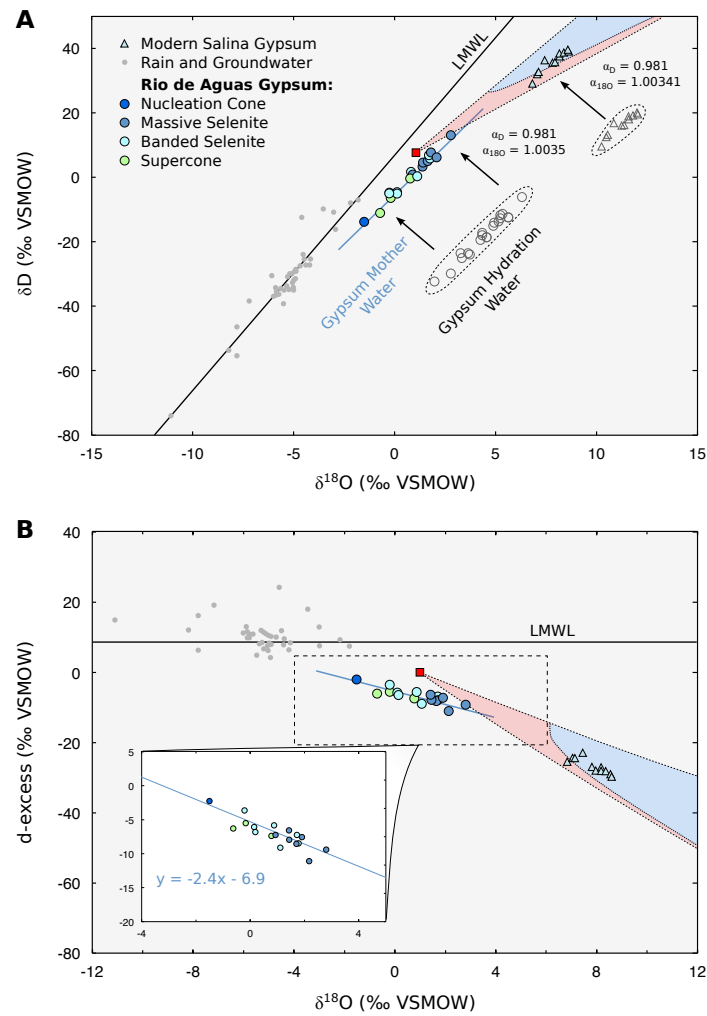 A
Modern Salina Gypsum
Rain and Groundwater
Rio de Aguas Gypsum:
Nucleation Cone
Massive Selenite
Banded Selenite
Supercone
LMWL
αD = 0.981
α18O = 1.00341
αD = 0.981
α18O = 1.0035
Gypsum Mother
Water
Gypsum Hydration
Water
δD (‰ VSMOW)
40
20
0
-20
-40
-60
-80
-15
-10
-5
0
5
10
15
δ¹⁸O (‰ VSMOW)
B
LMWL
d-excess (‰ VSMOW)
40
20
0
-20
-40
-60
-80
5
0
-5
-10
-15
-20
y = -2.4x - 6.9
-4
0
4
-12
-8
-4
0
4
8
12
δ¹⁸O (‰ VSMOW)